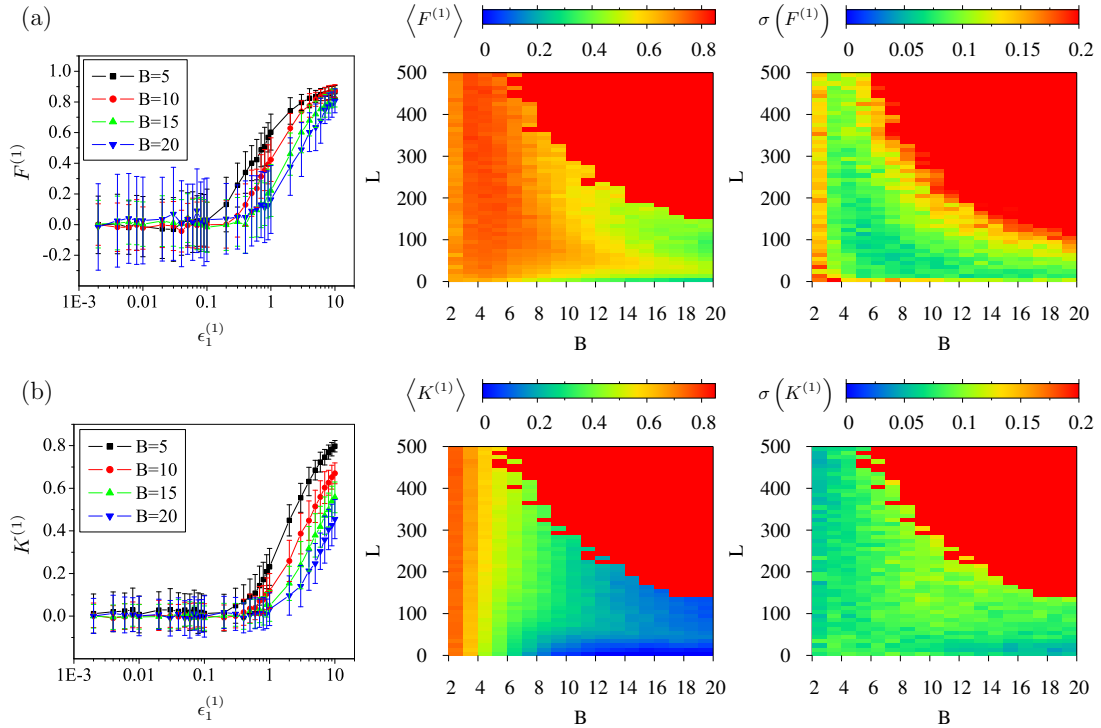 (a)
F^(1)
1.0
0.8
0.6
0.4
0.2
0.0
-0.2
B=5
B=10
B=15
B=20
1E-3 0.01 0.1 1 10
ϵ_1^(1)
⟨F^(1)⟩
0 0.2 0.4 0.6 0.8
L
500
400
300
200
100
0
2 4 6 8 10 12 14 16 18 20
B
σ(F^(1))
0 0.05 0.1 0.15 0.2
L
500
400
300
200
100
0
2 4 6 8 10 12 14 16 18 20
B
(b)
K^(1)
0.8
0.6
0.4
0.2
0.0
B=5
B=10
B=15
B=20
1E-3 0.01 0.1 1 10
ϵ_1^(1)
⟨K^(1)⟩
0 0.2 0.4 0.6 0.8
L
500
400
300
200
100
0
2 4 6 8 10 12 14 16 18 20
B
σ(K^(1))
0 0.05 0.1 0.15 0.2
L
500
400
300
200
100
0
2 4 6 8 10 12 14 16 18 20
B